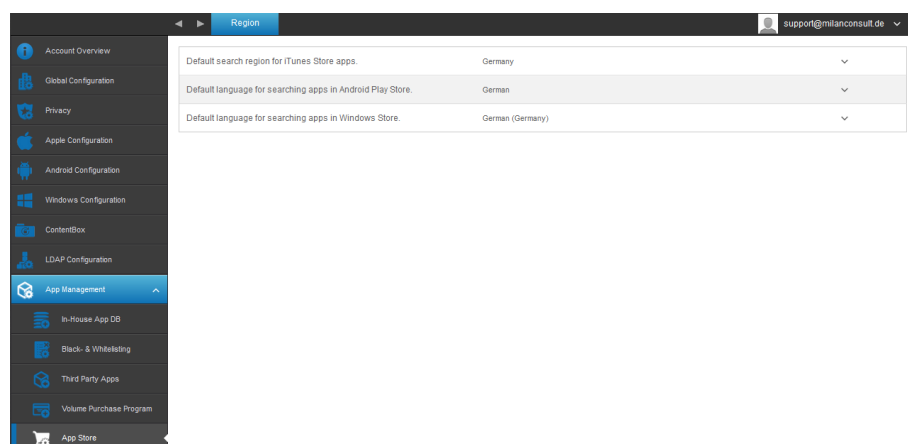 Region
support@milanconsult.de
Account Overview
Global Configuration
Privacy
Apple Configuration
Android Configuration
Windows Configuration
ContentBox
LDAP Configuration
App Management
In-House App DB
Black- & Whitelisting
Third Party Apps
Volume Purchase Program
App Store
Default search region for iTunes Store apps. Germany
Default language for searching apps in Android Play Store. German
Default language for searching apps in Windows Store. German (Germany)